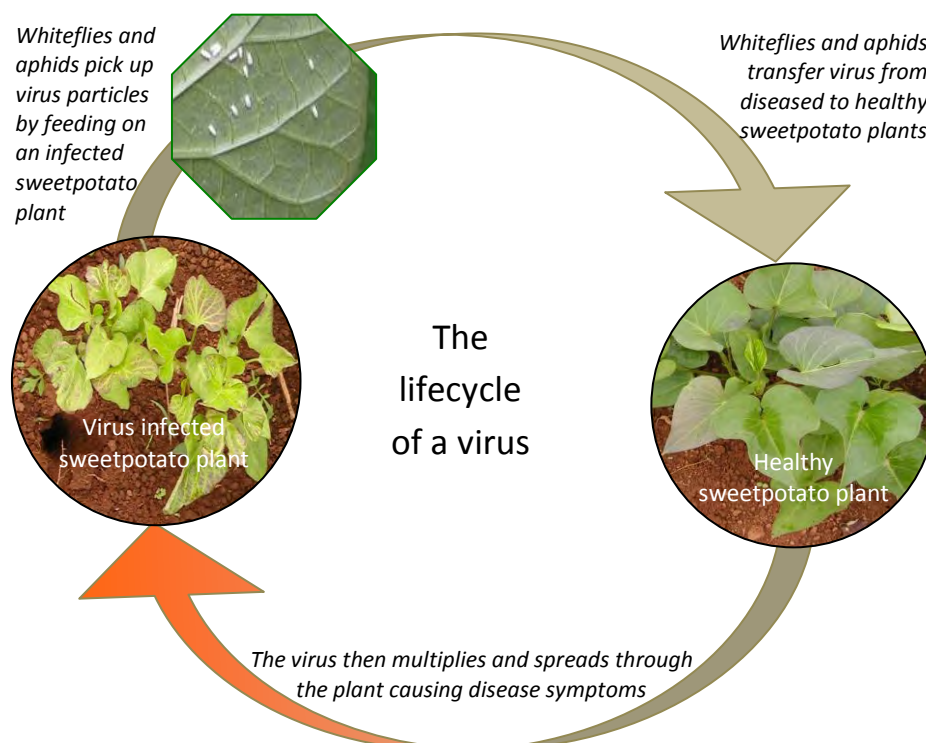 Whiteflies and
aphids pick up
virus particles
by feeding on
an infected
sweetpotato
plant
Whiteflies and aphids
transfer virus from
diseased to healthy
sweetpotato plants
The
lifecycle
of a virus
Virus infected
sweetpotato plant
Healthy
sweetpotato plant
The virus then multiplies and spreads through
the plant causing disease symptoms